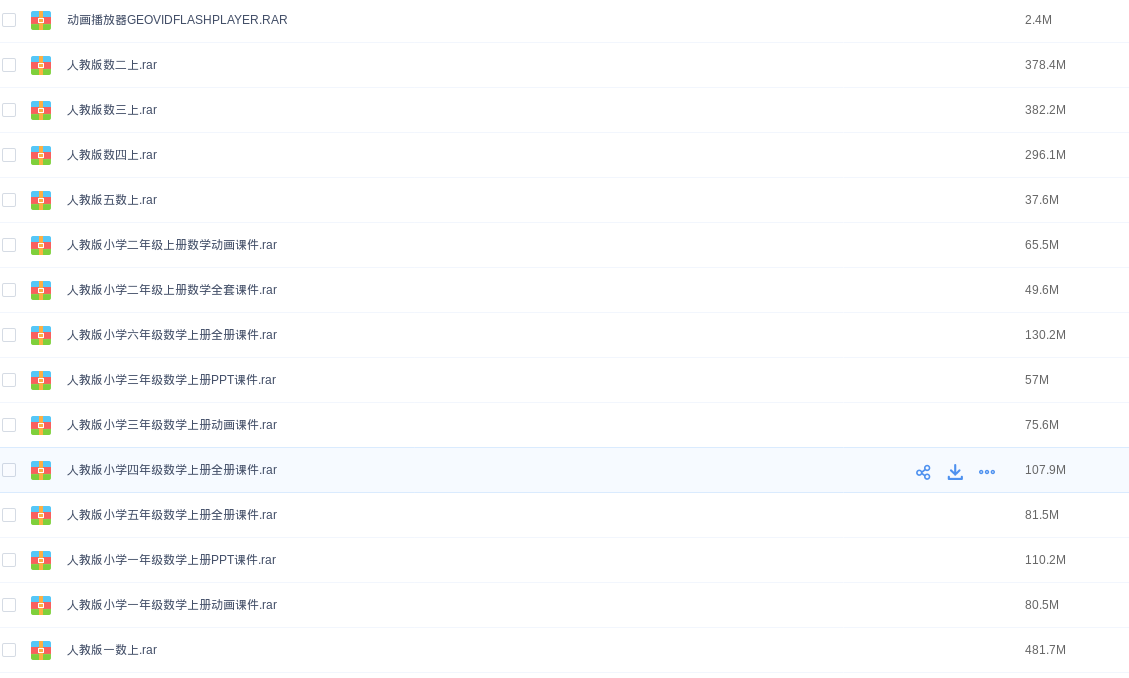 动画播放器GEOVIDFLASHPLAYER.RAR 2.4M
人教版数二上.rar 378.4M
人教版数三上.rar 382.2M
人教版数四上.rar 296.1M
人教版五数上.rar 37.6M
人教版小学二年级上册数学动画课件.rar 65.5M
人教版小学二年级上册数学全套课件.rar 49.6M
人教版小学六年级数学上册全册课件.rar 130.2M
人教版小学三年级数学上册PPT课件.rar 57M
人教版小学三年级数学上册动画课件.rar 75.6M
人教版小学四年级数学上册全册课件.rar 107.9M
人教版小学五年级数学上册全册课件.rar 81.5M
人教版小学一年级数学上册PPT课件.rar 110.2M
人教版小学一年级数学上册动画课件.rar 80.5M
人教版一数上.rar 481.7M